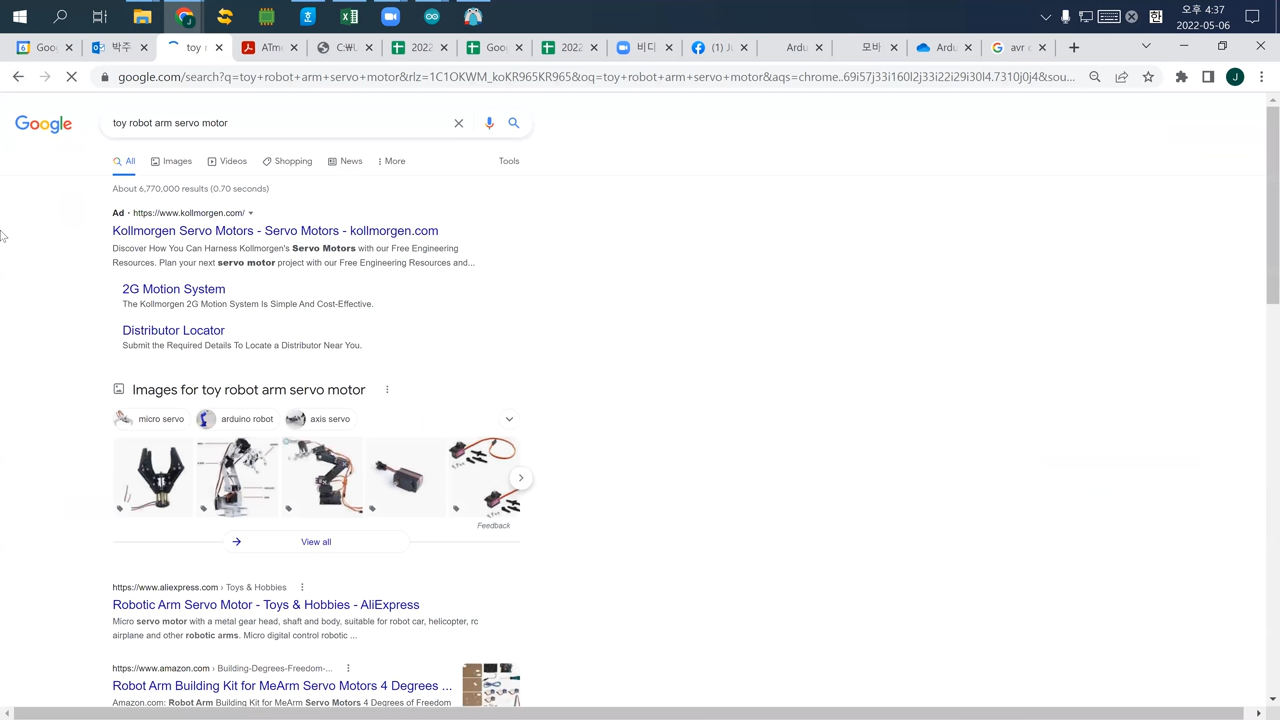 오후 4:37
2022-05-06
Goog
박주
toy r
ATme
C:₩U
2022
Goog
2022
비디
(1) Ju
Ardu
모바
Ardu
avr c
google.com/search?q=toy+robot+arm+servo+motor&rlz=1C1OKWM_koKR965KR965&oq=toy+robot+arm+servo+motor&aqs=chrome..69i57j33i160l2j33i22i29i30l4.7310j0j4&sou...
J
Google
toy robot arm servo motor
All Images Videos Shopping News More Tools
About 6,770,000 results (0.70 seconds)
Ad · https://www.kollmorgen.com/
Kollmorgen Servo Motors - Servo Motors - kollmorgen.com
Discover How You Can Harness Kollmorgen's Servo Motors with our Free Engineering
Resources. Plan your next servo motor project with our Free Engineering Resources and...
2G Motion System
The Kollmorgen 2G Motion System Is Simple And Cost-Effective.
Distributor Locator
Submit the Required Details To Locate a Distributor Near You.
Images for toy robot arm servo motor
micro servo arduino robot axis servo
Feedback
View all
https://www.aliexpress.com › Toys & Hobbies
Robotic Arm Servo Motor - Toys & Hobbies - AliExpress
Micro servo motor with a metal gear head, shaft and body, suitable for robot car, helicopter, rc
airplane and other robotic arms. Micro digital control robotic ...
https://www.amazon.com › Building-Degrees-Freedom-...
Robot Arm Building Kit for MeArm Servo Motors 4 Degrees ...
Amazon.com: Robot Arm Building Kit for MeArm Servo Motors 4 Degrees of Freedom